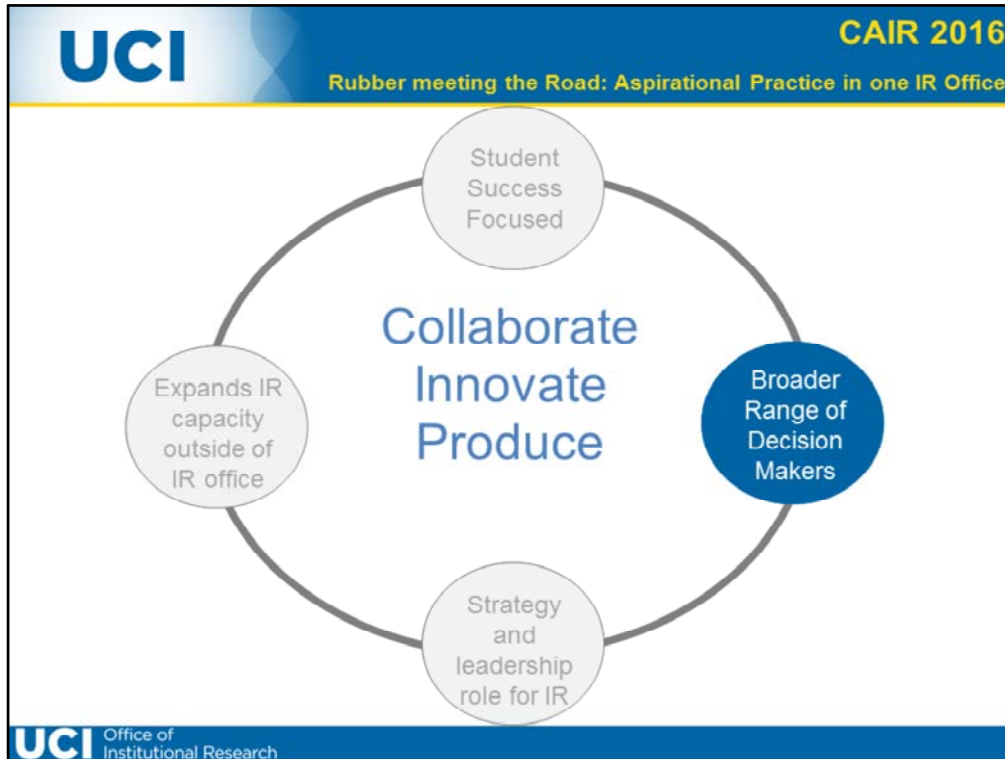 UCI
CAIR 2016
Rubber meeting the Road: Aspirational Practice in one IR Office
Student
Success
Focused
Collaborate
Innovate
Produce
Expands IR
capacity
outside of
IR office
Broader
Range of
Decision
Makers
Strategy
and
leadership
role for IR
UCI Office of
Institutional Research